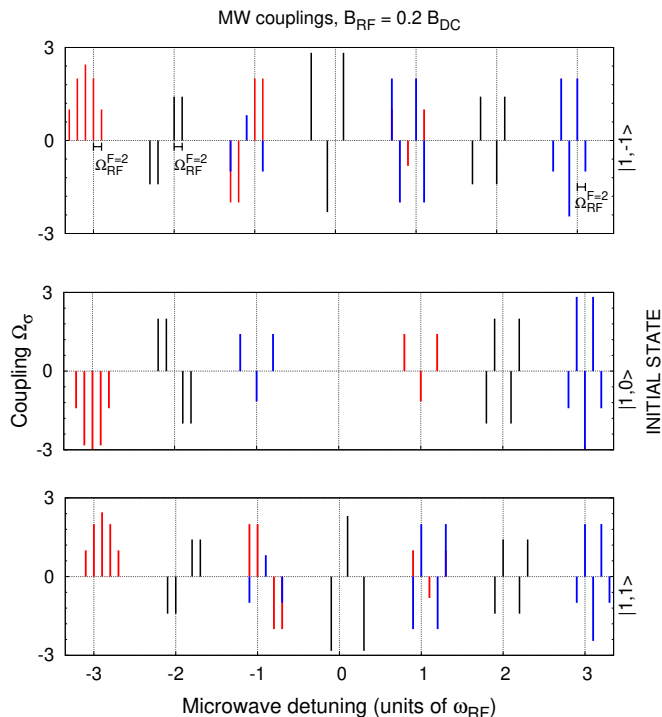 MW couplings, B_RF = 0.2 B_DC
3
0
-3
Ω_RF^F=2
Ω_RF^F=2
Ω_RF^F=2
|1,-1>
3
0
-3
|1,0>
Coupling Ω_σ
INITIAL STATE
3
0
-3
|1,1>
-3 -2 -1 0 1 2 3
Microwave detuning (units of ω_RF)